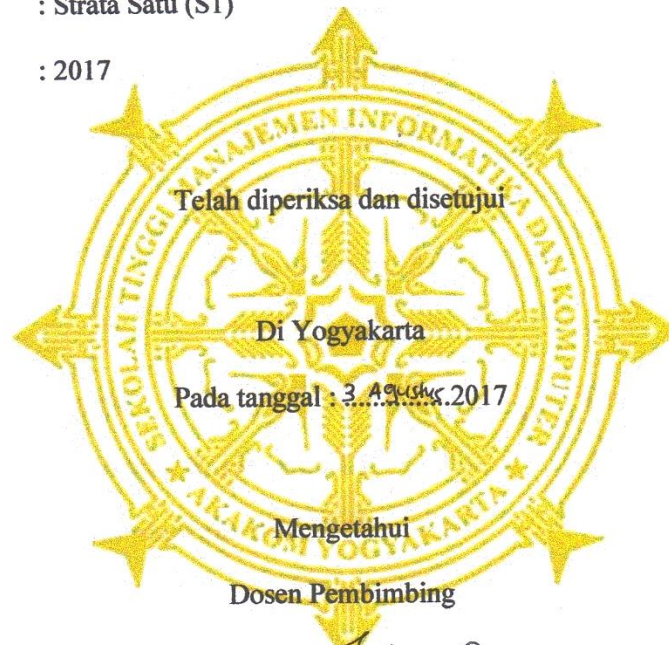 : Strata Satu (S1)
: 2017
SEKOLAH TINGGI MANAJEMEN INFORMATIKA DAN KOMPUTER
Telah diperiksa dan disetujui
Di Yogyakarta
Pada tanggal : 3 Agustus 2017
★ AKAKOM YOGYAKARTA ★
Mengetahui
Dosen Pembimbing